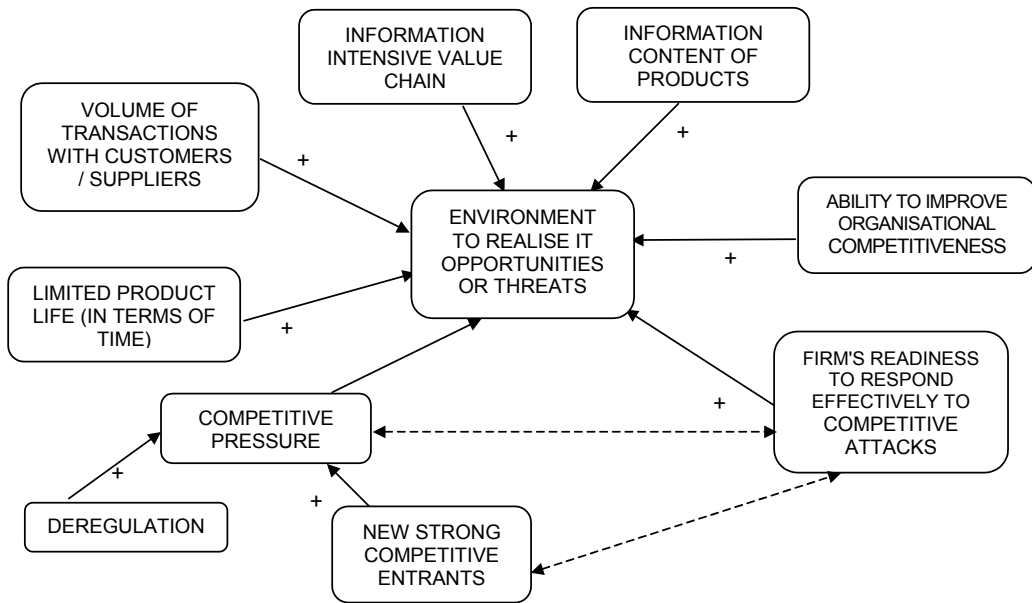 INFORMATION
INTENSIVE VALUE
CHAIN
+
INFORMATION
CONTENT OF
PRODUCTS
+
VOLUME OF
TRANSACTIONS
WITH CUSTOMERS
/ SUPPLIERS
+
ENVIRONMENT
TO REALISE IT
OPPORTUNITIES
OR THREATS
ABILITY TO IMPROVE
ORGANISATIONAL
COMPETITIVENESS
+
LIMITED PRODUCT
LIFE (IN TERMS OF
TIME)
+
FIRM'S READINESS
TO RESPOND
EFFECTIVELY TO
COMPETITIVE
ATTACKS
+
COMPETITIVE
PRESSURE
+
DEREGULATION
+
NEW STRONG
COMPETITIVE
ENTRANTS